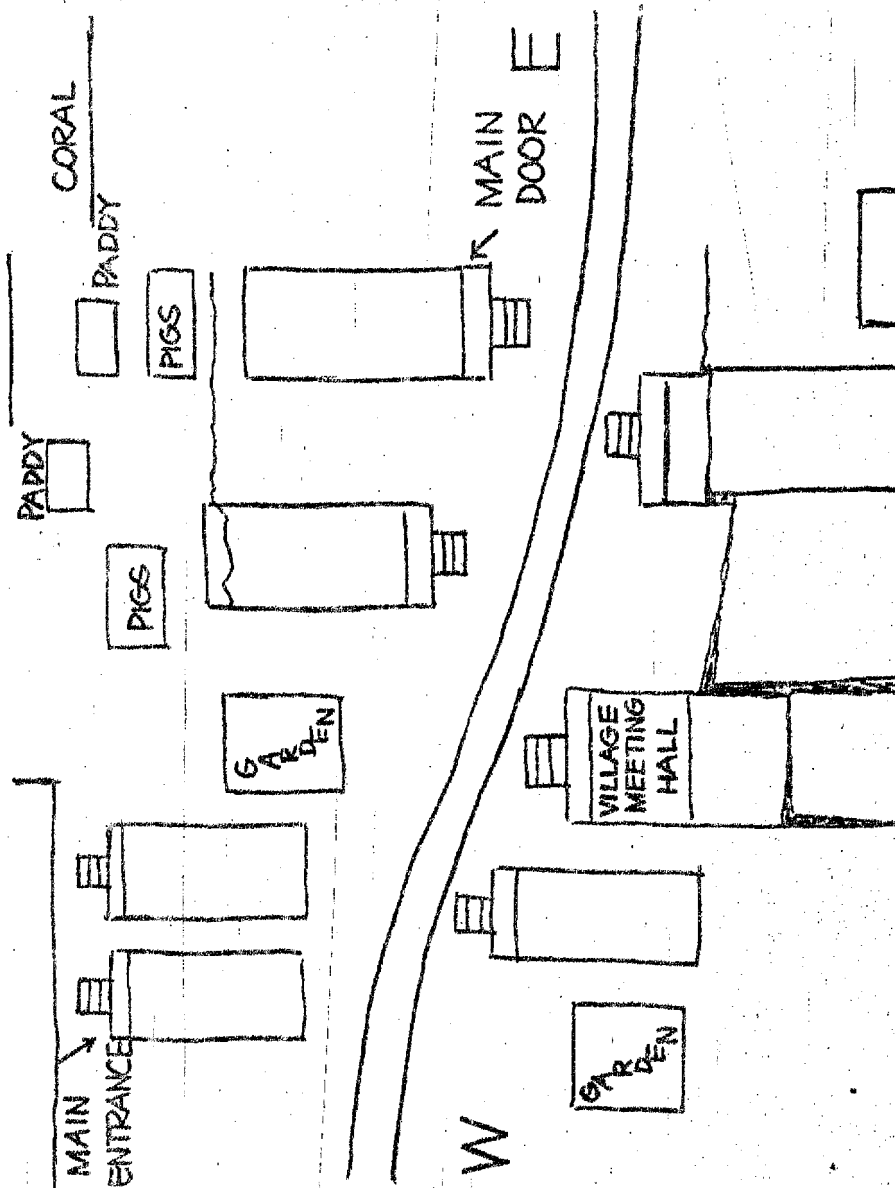 CORAL
PADDY
PADDY
PIGS
PIGS
MAIN
DOOR
E
GARDEN
VILLAGE
MEETING
HALL
MAIN
ENTRANCE
W
GARDEN